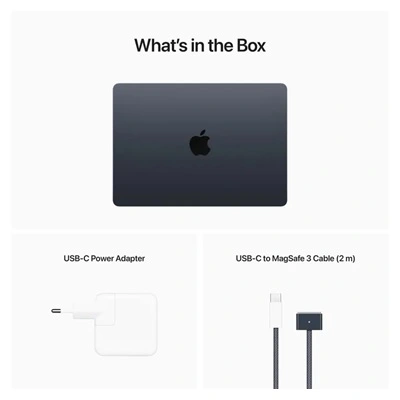 What's in the Box
USB-C Power Adapter
USB-C to MagSafe 3 Cable (2 m)